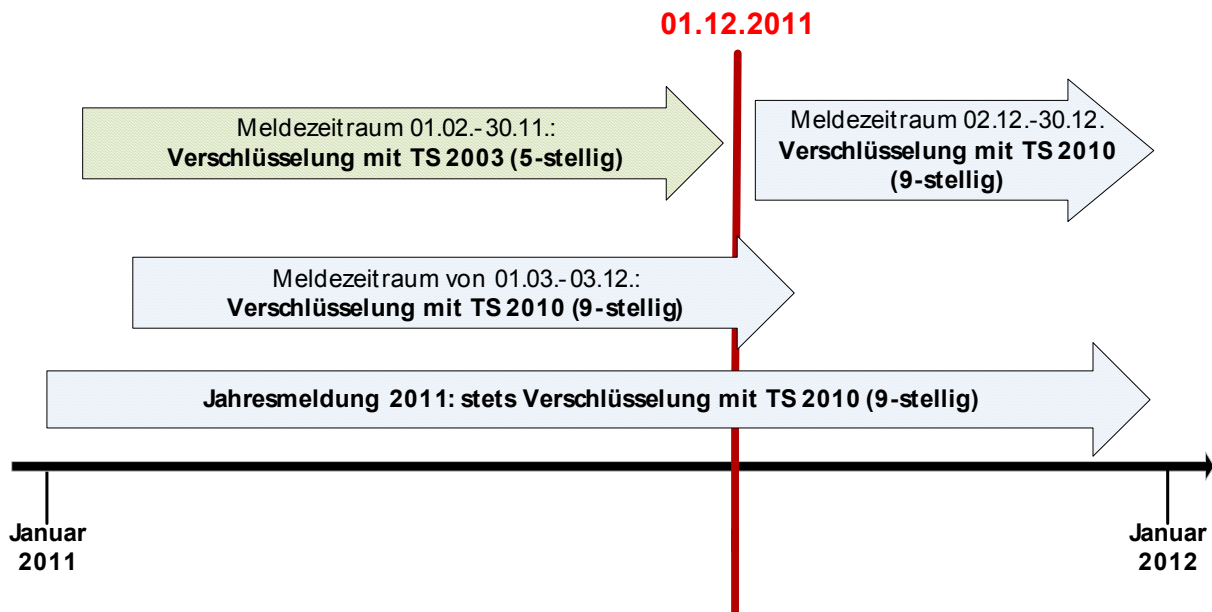 01.12.2011
Meldezeitraum 01.02.-30.11.:
Verschlüsselung mit TS 2003 (5-stellig)
Meldezeitraum 02.12.-30.12.
Verschlüsselung mit TS 2010
(9-stellig)
Meldezeitraum von 01.03.-03.12.:
Verschlüsselung mit TS 2010 (9-stellig)
Jahresmeldung 2011: stets Verschlüsselung mit TS 2010 (9-stellig)
Januar
2011
Januar
2012